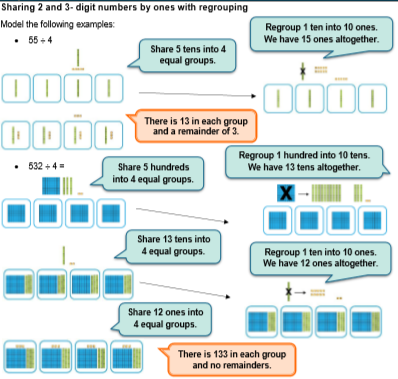 Sharing 2 and 3- digit numbers by ones with regrouping
Model the following examples:
• 55 ÷ 4
Share 5 tens into 4
equal groups.
Regroup 1 ten into 10 ones.
We have 15 ones altogether.
There is 13 in each group
and a remainder of 3.
• 532 ÷ 4 =
Share 5 hundreds
into 4 equal groups.
Regroup 1 hundred into 10 tens.
We have 13 tens altogether.
Share 13 tens into
4 equal groups.
Regroup 1 ten into 10 ones.
We have 12 ones altogether.
Share 12 ones into
4 equal groups.
There is 133 in each group
and no remainders.